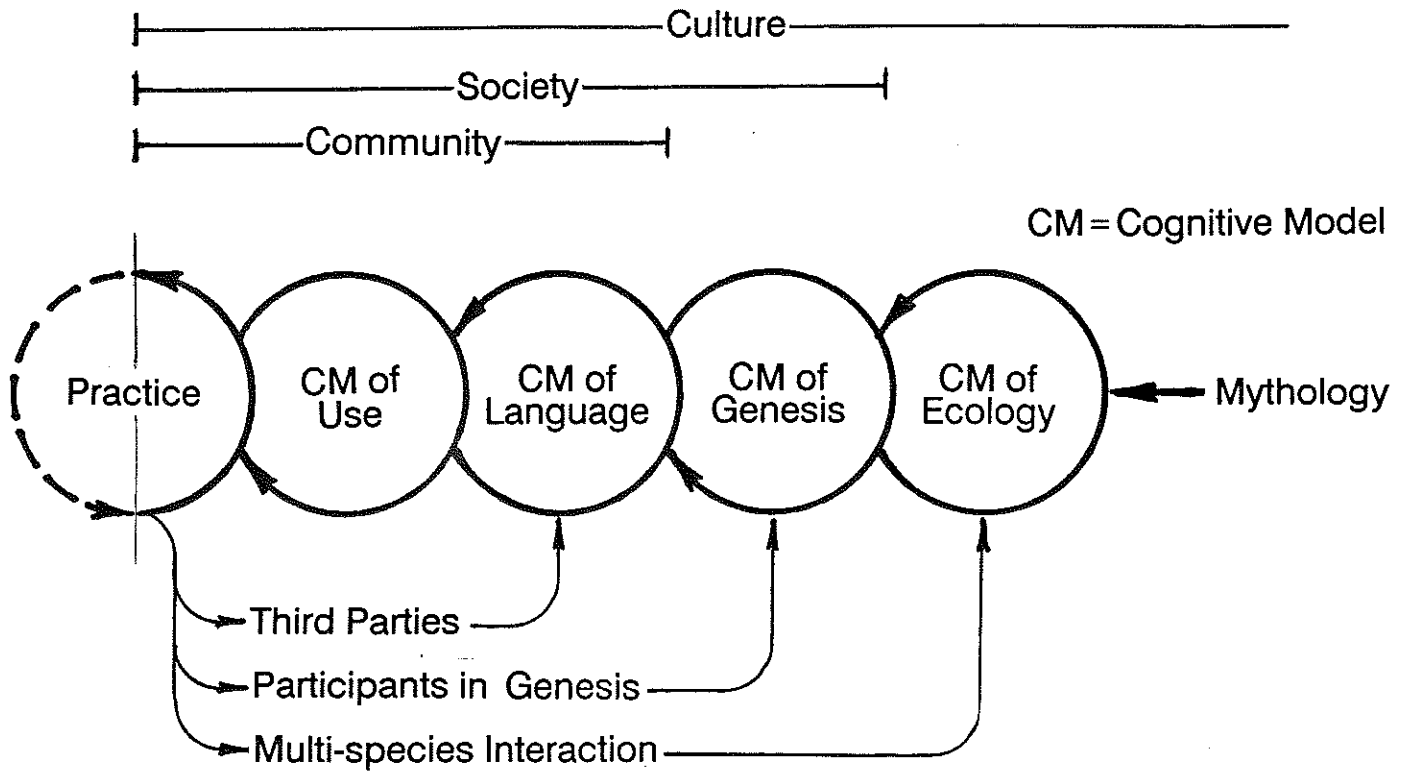 Culture
Society
Community
CM = Cognitive Model
Practice
CM of
Use
CM of
Language
CM of
Genesis
CM of
Ecology
Mythology
Third Parties
Participants in Genesis
Multi-species Interaction